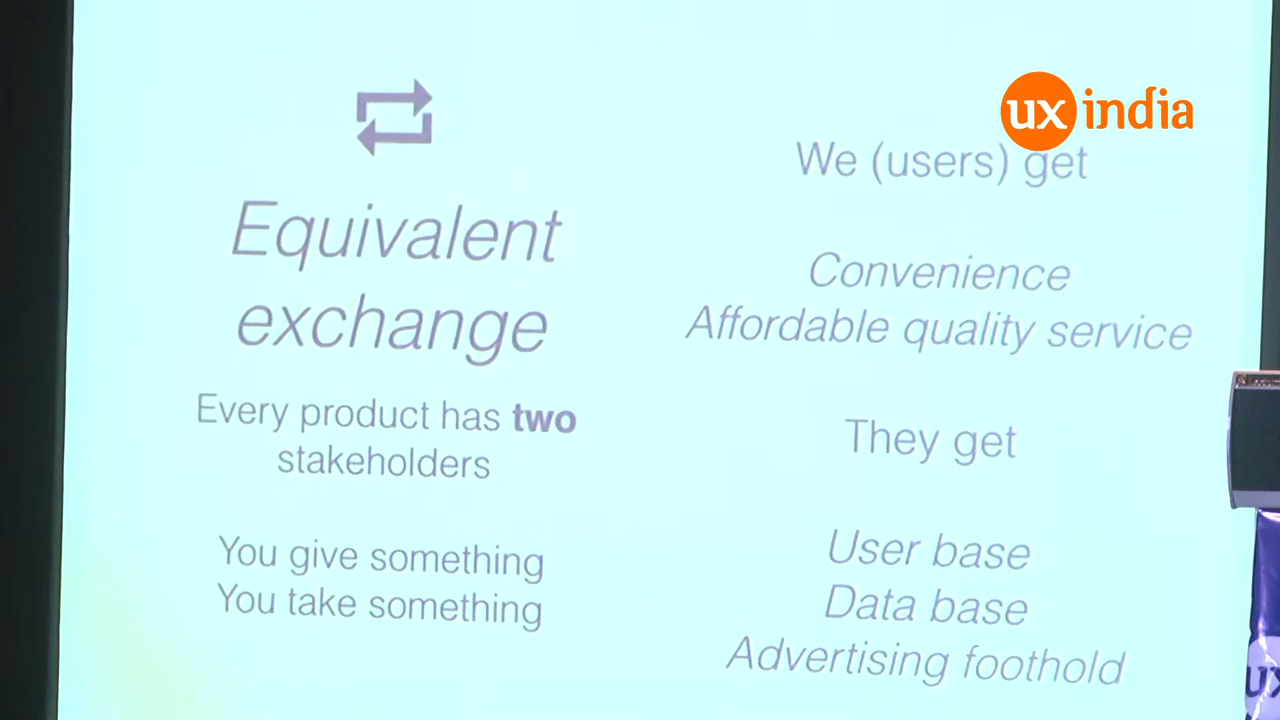 ux india
Equivalent
exchange
Every product has two
stakeholders
You give something
You take something
We (users) get
Convenience
Affordable quality service
They get
User base
Data base
Advertising foothold
ux